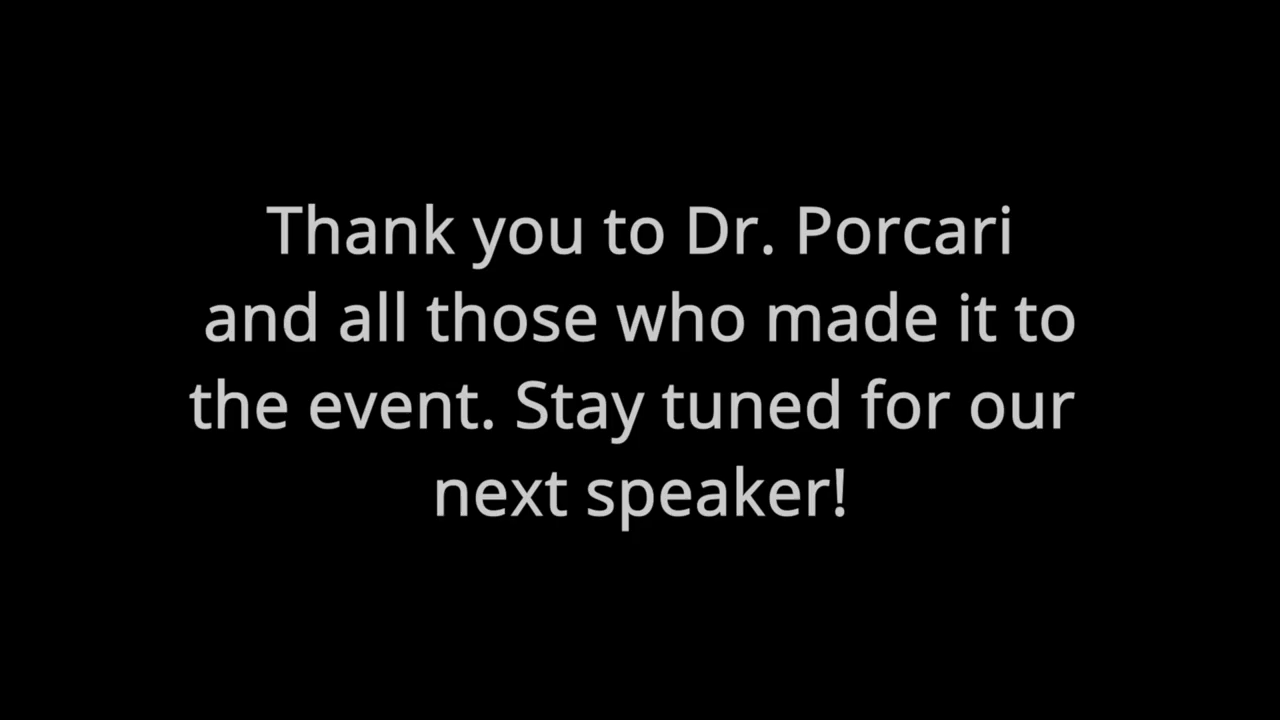 Thank you to Dr. Porcari
and all those who made it to
the event. Stay tuned for our
next speaker!